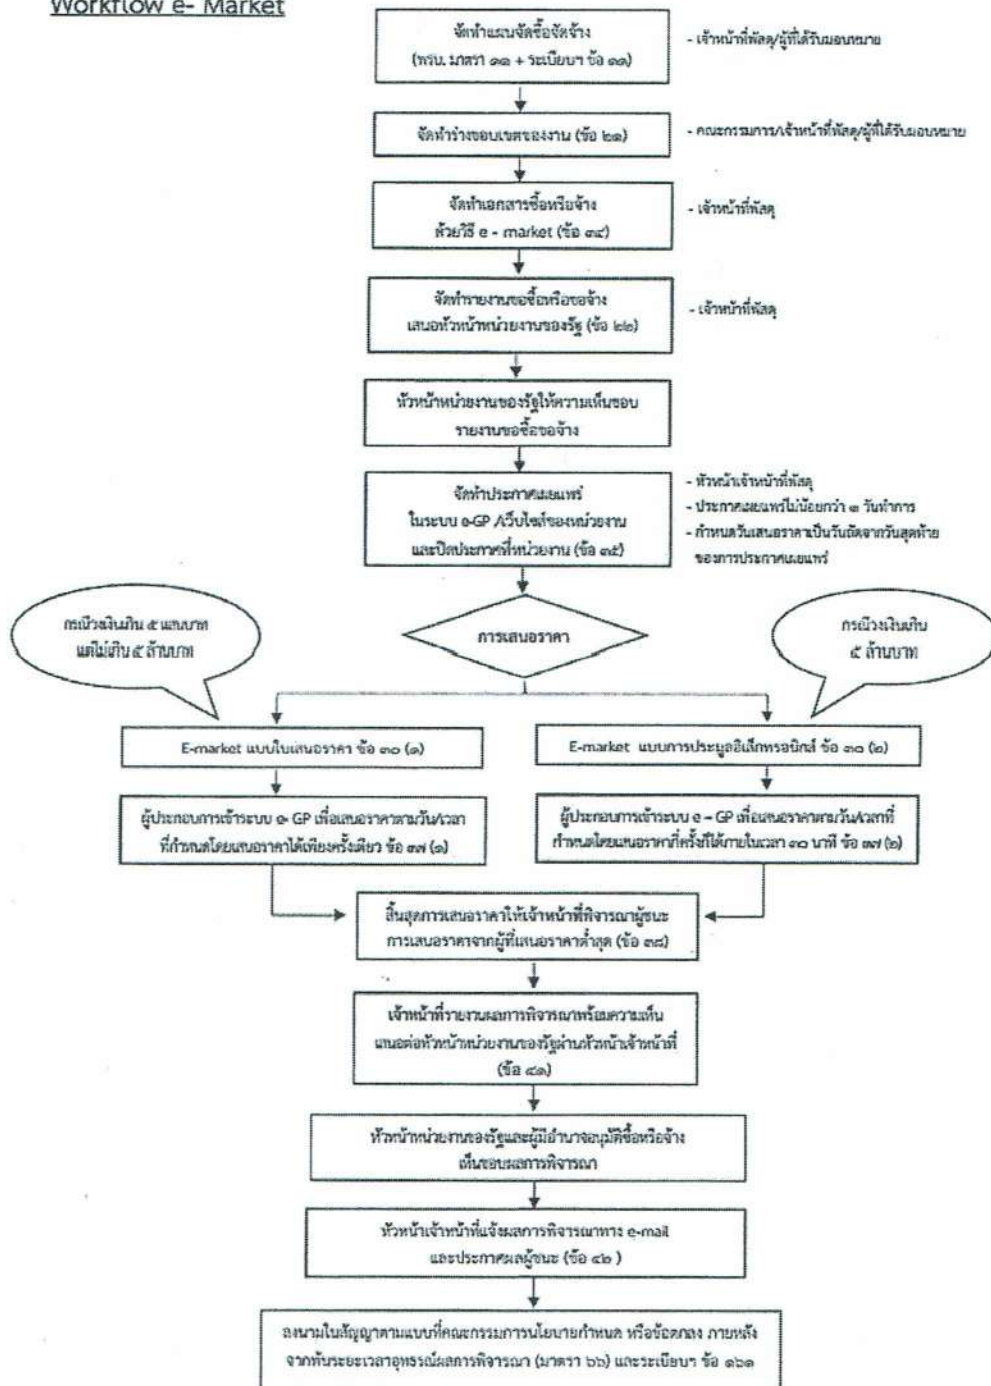 Workflow e- Market
จัดทำแผนจัดซื้อจัดจ้าง
(พรบ. มาตรา ๑๑ + ระเบียบฯ ข้อ ๑๑)
- เจ้าหน้าที่พัสดุ/ผู้ที่ได้รับมอบหมาย
จัดทำร่างขอบเขตของงาน (ข้อ ๒๑)
- คณะกรรมการ/เจ้าหน้าที่พัสดุ/ผู้ที่ได้รับมอบหมาย
จัดทำเอกสารซื้อหรือจ้าง
ด้วยวิธี e - market (ข้อ ๓๔)
- เจ้าหน้าที่พัสดุ
จัดทำรายงานขอซื้อหรือขอจ้าง
เสนอหัวหน้าหน่วยงานของรัฐ (ข้อ ๒๒)
- เจ้าหน้าที่พัสดุ
หัวหน้าหน่วยงานของรัฐให้ความเห็นชอบ
รายงานขอซื้อขอจ้าง
จัดทำประกาศเผยแพร่
ในระบบ e-GP /เว็บไซส์ของหน่วยงาน
และปิดประกาศที่หน่วยงาน (ข้อ ๓๕)
- หัวหน้าเจ้าหน้าที่พัสดุ
- ประกาศเผยแพร่ไม่น้อยกว่า ๓ วันทำการ
- กำหนดวันเสนอราคาเป็นวันถัดจากวันสุดท้าย
ของการประกาศเผยแพร่
กรณีวงเงินเกิน ๕ แสนบาท
แต่ไม่เกิน ๕ ล้านบาท
การเสนอราคา
กรณีวงเงินเกิน
๕ ล้านบาท
E-market แบบใบเสนอราคา ข้อ ๓๐ (๑)
E-market แบบการประมูลอิเล็กทรอนิกส์ ข้อ ๓๐ (๒)
ผู้ประกอบการเข้าระบบ e- GP เพื่อเสนอราคาตามวัน/เวลา
ที่กำหนดโดยเสนอราคาได้เพียงครั้งเดียว ข้อ ๓๗ (๑)
ผู้ประกอบการเข้าระบบ e – GP เพื่อเสนอราคาตามวัน/เวลาที่
กำหนดโดยเสนอราคากี่ครั้งก็ได้ภายในเวลา ๓๐ นาที ข้อ ๓๗ (๒)
สิ้นสุดการเสนอราคาให้เจ้าหน้าที่พิจารณาผู้ชนะ
การเสนอราคาจากผู้ที่เสนอราคาต่ำสุด (ข้อ ๓๘)
เจ้าหน้าที่รายงานผลการพิจารณาพร้อมความเห็น
เสนอต่อหัวหน้าหน่วยงานของรัฐผ่านหัวหน้าเจ้าหน้าที่
(ข้อ ๔๑)
หัวหน้าหน่วยงานของรัฐและผู้มีอำนาจอนุมัติซื้อหรือจ้าง
เห็นชอบผลการพิจารณา
หัวหน้าเจ้าหน้าที่แจ้งผลการพิจารณาทาง e-mail
และประกาศผลผู้ชนะ (ข้อ ๔๒ )
ลงนามในสัญญาตามแบบที่คณะกรรมการนโยบายกำหนด หรือข้อตกลง ภายหลัง
จากพ้นระยะเวลาอุทธรณ์ผลการพิจารณา (มาตรา ๖๖) และระเบียบฯ ข้อ ๑๖๑